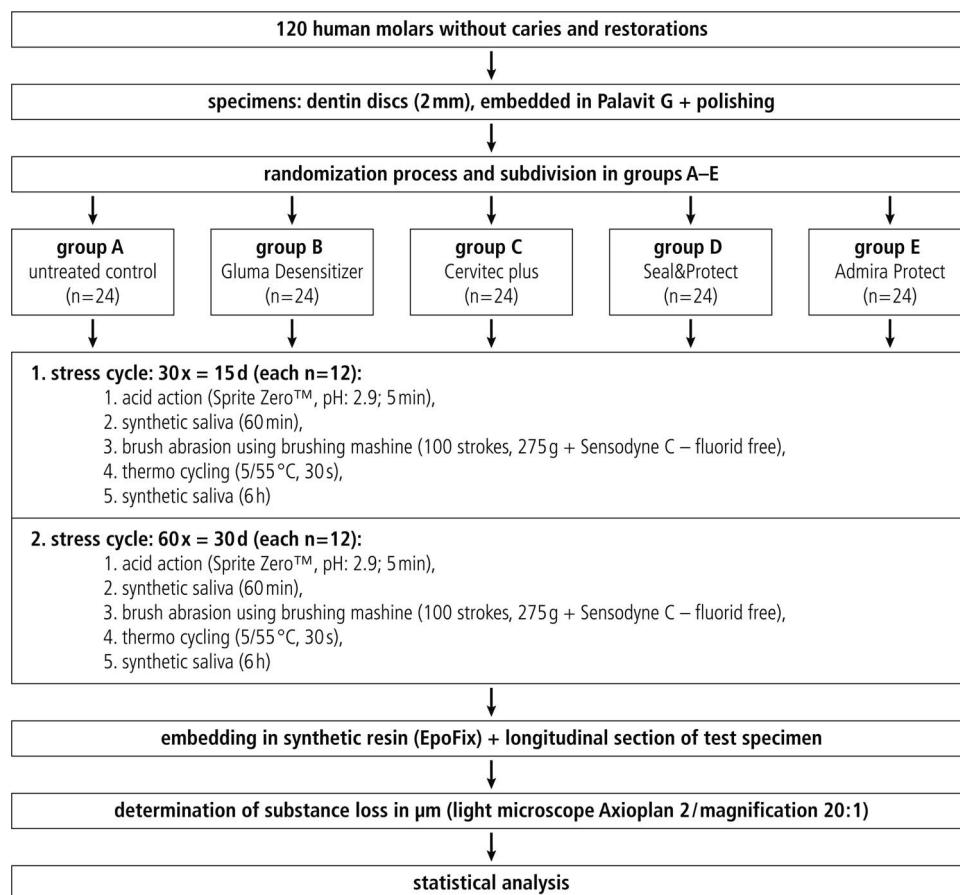 120 human molars without caries and restorations
specimens: dentin discs (2 mm), embedded in Palavit G + polishing
randomization process and subdivision in groups A–E
group A
untreated control
(n=24)
group B
Gluma Desensitizer
(n=24)
group C
Cervitec plus
(n=24)
group D
Seal&Protect
(n=24)
group E
Admira Protect
(n=24)
1. stress cycle: 30 x = 15 d (each n=12):
1. acid action (Sprite Zero™, pH: 2.9; 5 min),
2. synthetic saliva (60 min),
3. brush abrasion using brushing mashine (100 strokes, 275 g + Sensodyne C – fluorid free),
4. thermo cycling (5/55 °C, 30 s),
5. synthetic saliva (6 h)
2. stress cycle: 60 x = 30 d (each n=12):
1. acid action (Sprite Zero™, pH: 2.9; 5 min),
2. synthetic saliva (60 min),
3. brush abrasion using brushing mashine (100 strokes, 275 g + Sensodyne C – fluorid free),
4. thermo cycling (5/55 °C, 30 s),
5. synthetic saliva (6 h)
embedding in synthetic resin (EpoFix) + longitudinal section of test specimen
determination of substance loss in µm (light microscope Axioplan 2/magnification 20:1)
statistical analysis